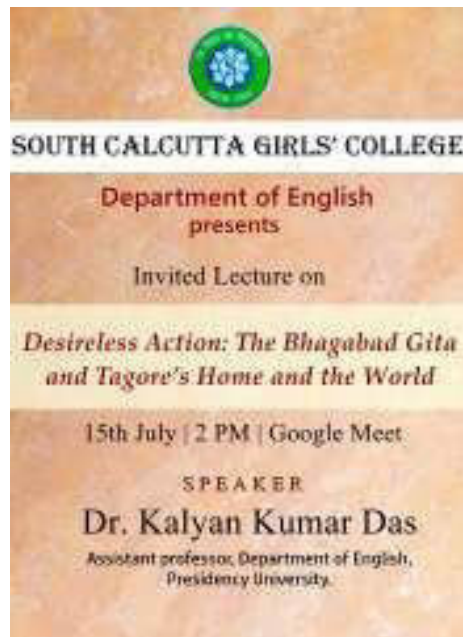 SOUTH CALCUTTA GIRLS' COLLEGE
Department of English
presents
Invited Lecture on
Desireless Action: The Bhagabad Gita
and Tagore's Home and the World
15th July | 2 PM | Google Meet
SPEAKER
Dr. Kalyan Kumar Das
Assistant professor, Department of English,
Presidency University.